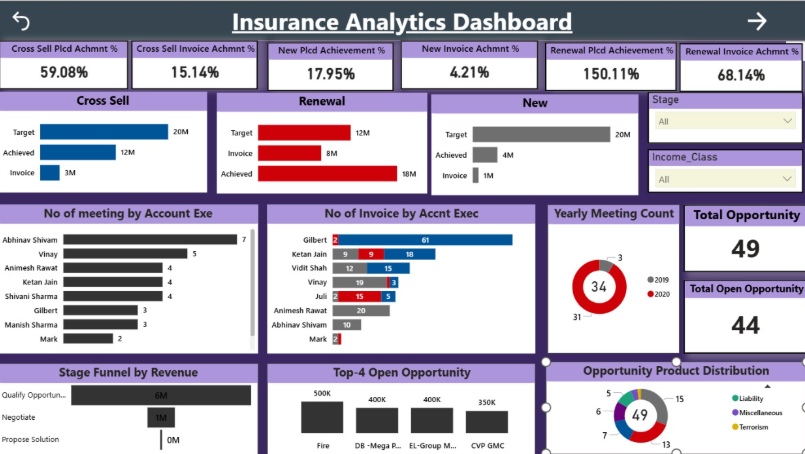 Insurance Analytics Dashboard
Cross Sell Plcd Achmnt %
59.08%
Cross Sell Invoice Achmnt %
15.14%
New Plcd Achievement %
17.95%
New Invoice Achmnt %
4.21%
Renewal Plcd Achievement %
150.11%
Renewal Invoice Achmnt %
68.14%
Cross Sell
Target 20M
Achieved 12M
Invoice 3M
Renewal
Target 12M
Invoice 8M
Achieved 18M
New
Target 20M
Achieved 4M
Invoice 1M
Stage
All
Income_Class
All
No of meeting by Account Exe
Abhinav Shivam 7
Vinay 5
Animesh Rawat 4
Ketan Jain 4
Shivani Sharma 4
Gilbert 3
Manish Sharma 3
Mark 2
No of Invoice by Accnt Exec
Gilbert 2 61
Ketan Jain 9 9 18
Vidit Shah 12 15
Vinay 19 3
Juli 2 15 5
Animesh Rawat 20
Abhinav Shivam 10
Mark 2
Yearly Meeting Count
3
34
31
2019
2020
Total Opportunity
49
Total Open Opportunity
44
Stage Funnel by Revenue
Qualify Opportun... 6M
Negotiate 1M
Propose Solution 0M
Top-4 Open Opportunity
500K 400K 400K 350K
Fire DB -Mega P... EL-Group M... CVP GMC
Opportunity Product Distribution
5
15
6
49
7
13
Liability
Miscellaneous
Terrorism